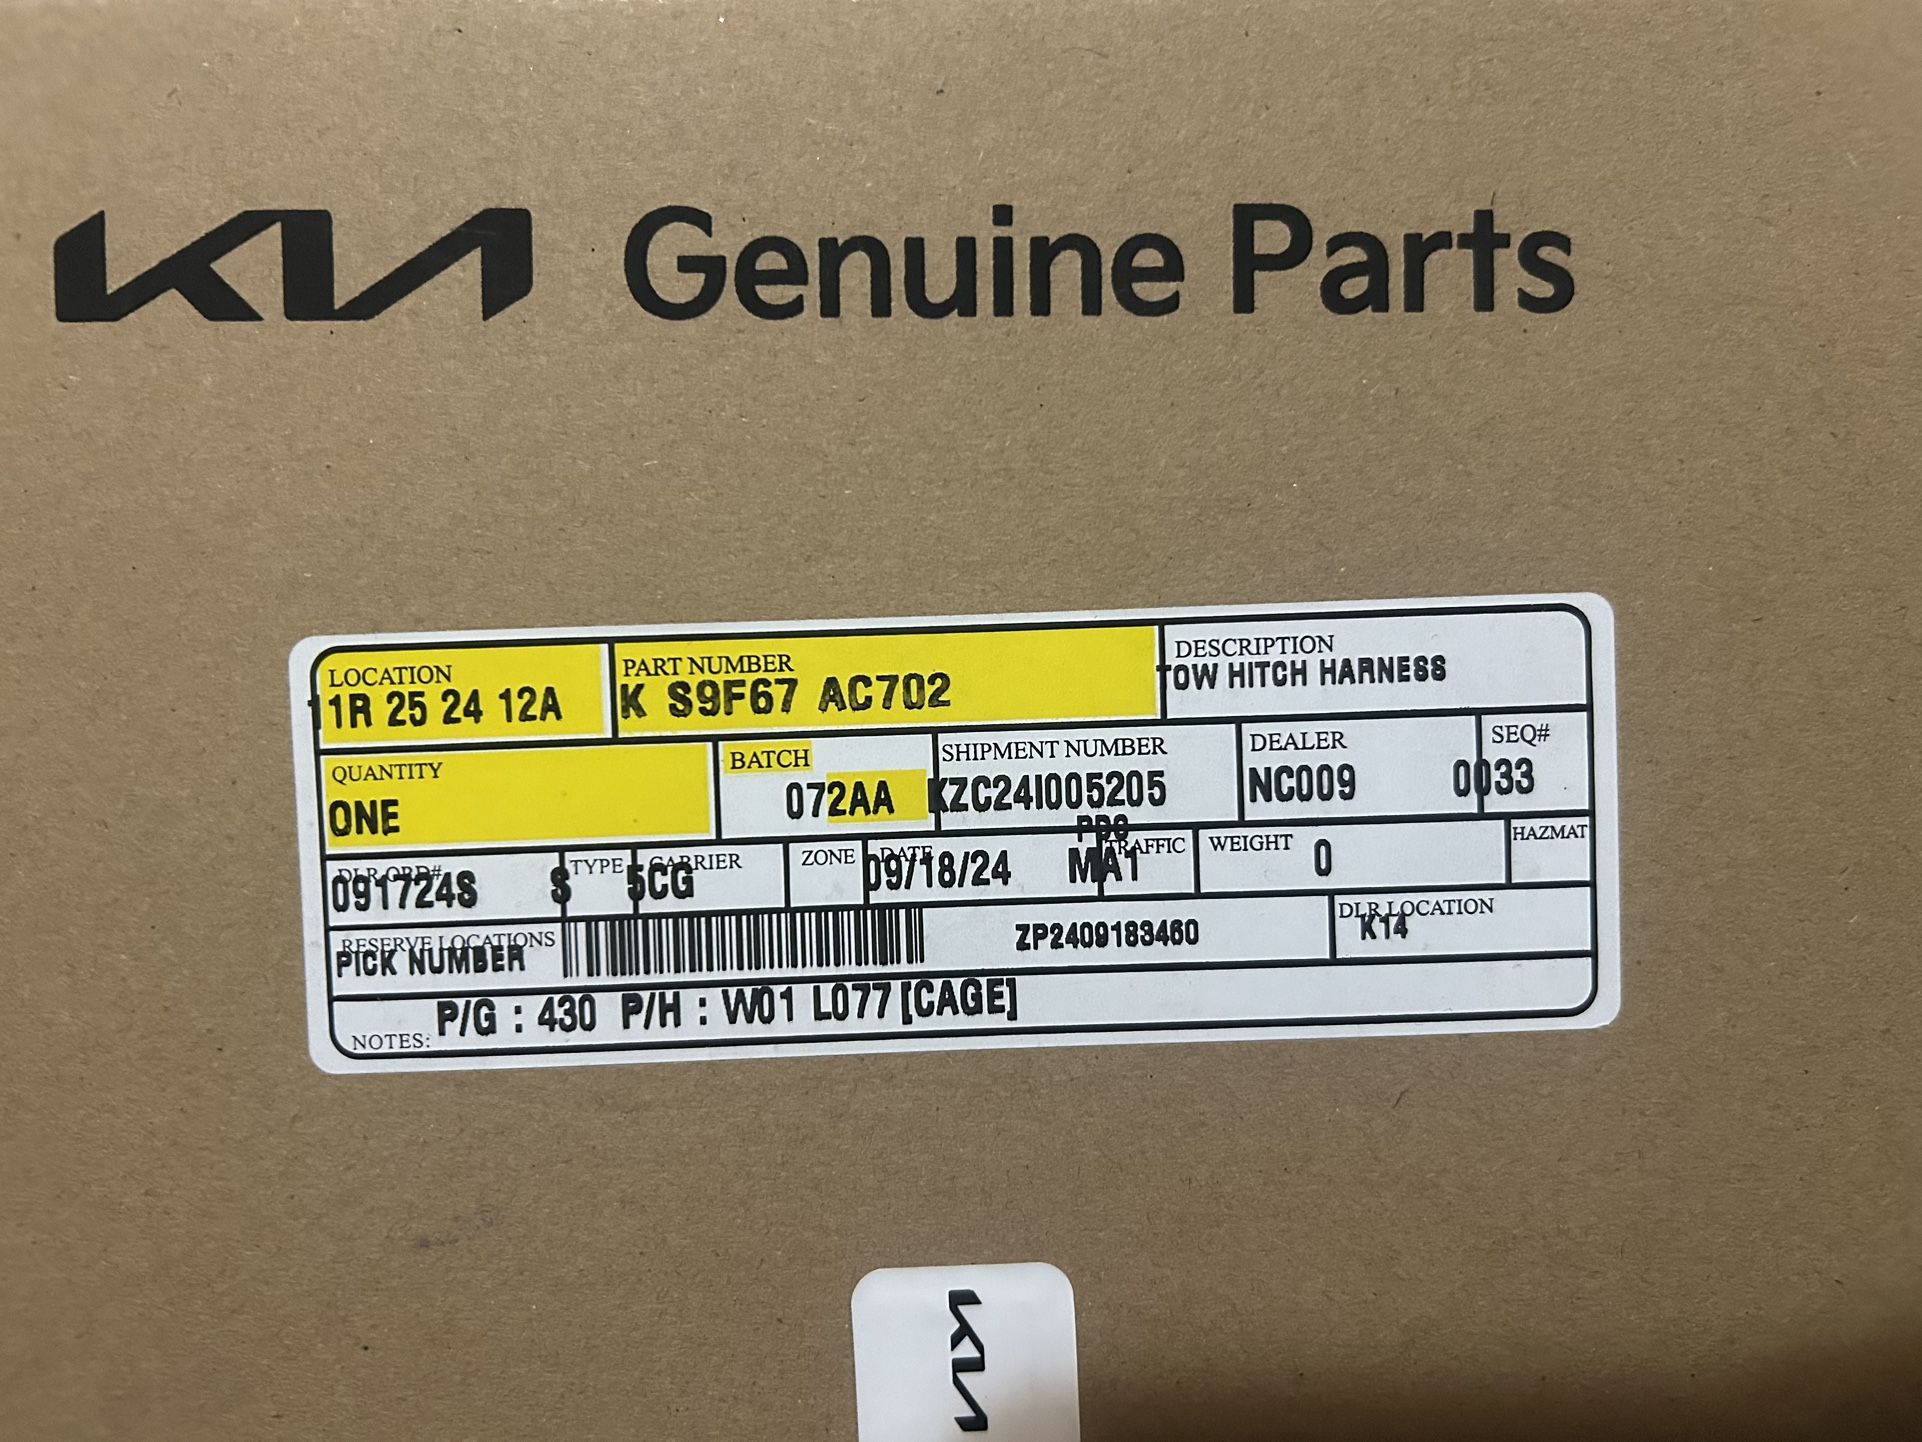 KIA Genuine Parts
LOCATION
11R 25 24 12A
PART NUMBER
K S9F67 AC702
DESCRIPTION
TOW HITCH HARNESS
QUANTITY
ONE
BATCH
072AA
SHIPMENT NUMBER
KZC24I005205
DEALER
NC009
SEQ#
0033
DLR ORD#
091724S
TYPE
S
CARRIER
5CG
ZONE
DATE
09/18/24
PDC
TRAFFIC
MA1
WEIGHT
0
HAZMAT
RESERVE LOCATIONS
PICK NUMBER
ZP2409183460
DLR LOCATION
K14
NOTES:
P/G : 430 P/H : W01 L077 [CAGE]
KIA